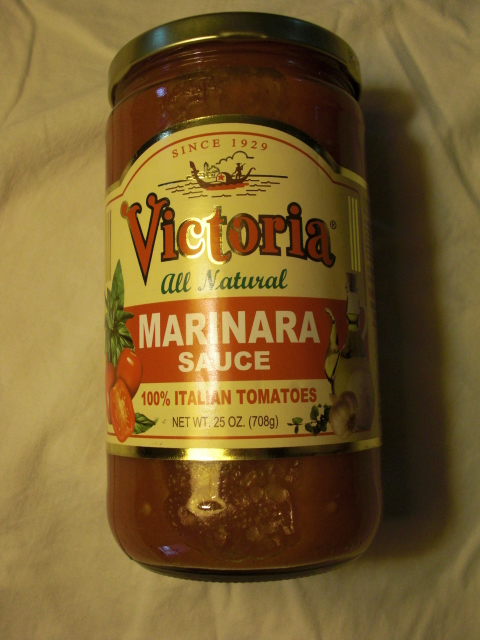 SINCE 1929
Victoria®
All Natural
MARINARA
SAUCE
100% ITALIAN TOMATOES
NET WT. 25 OZ. (708g)